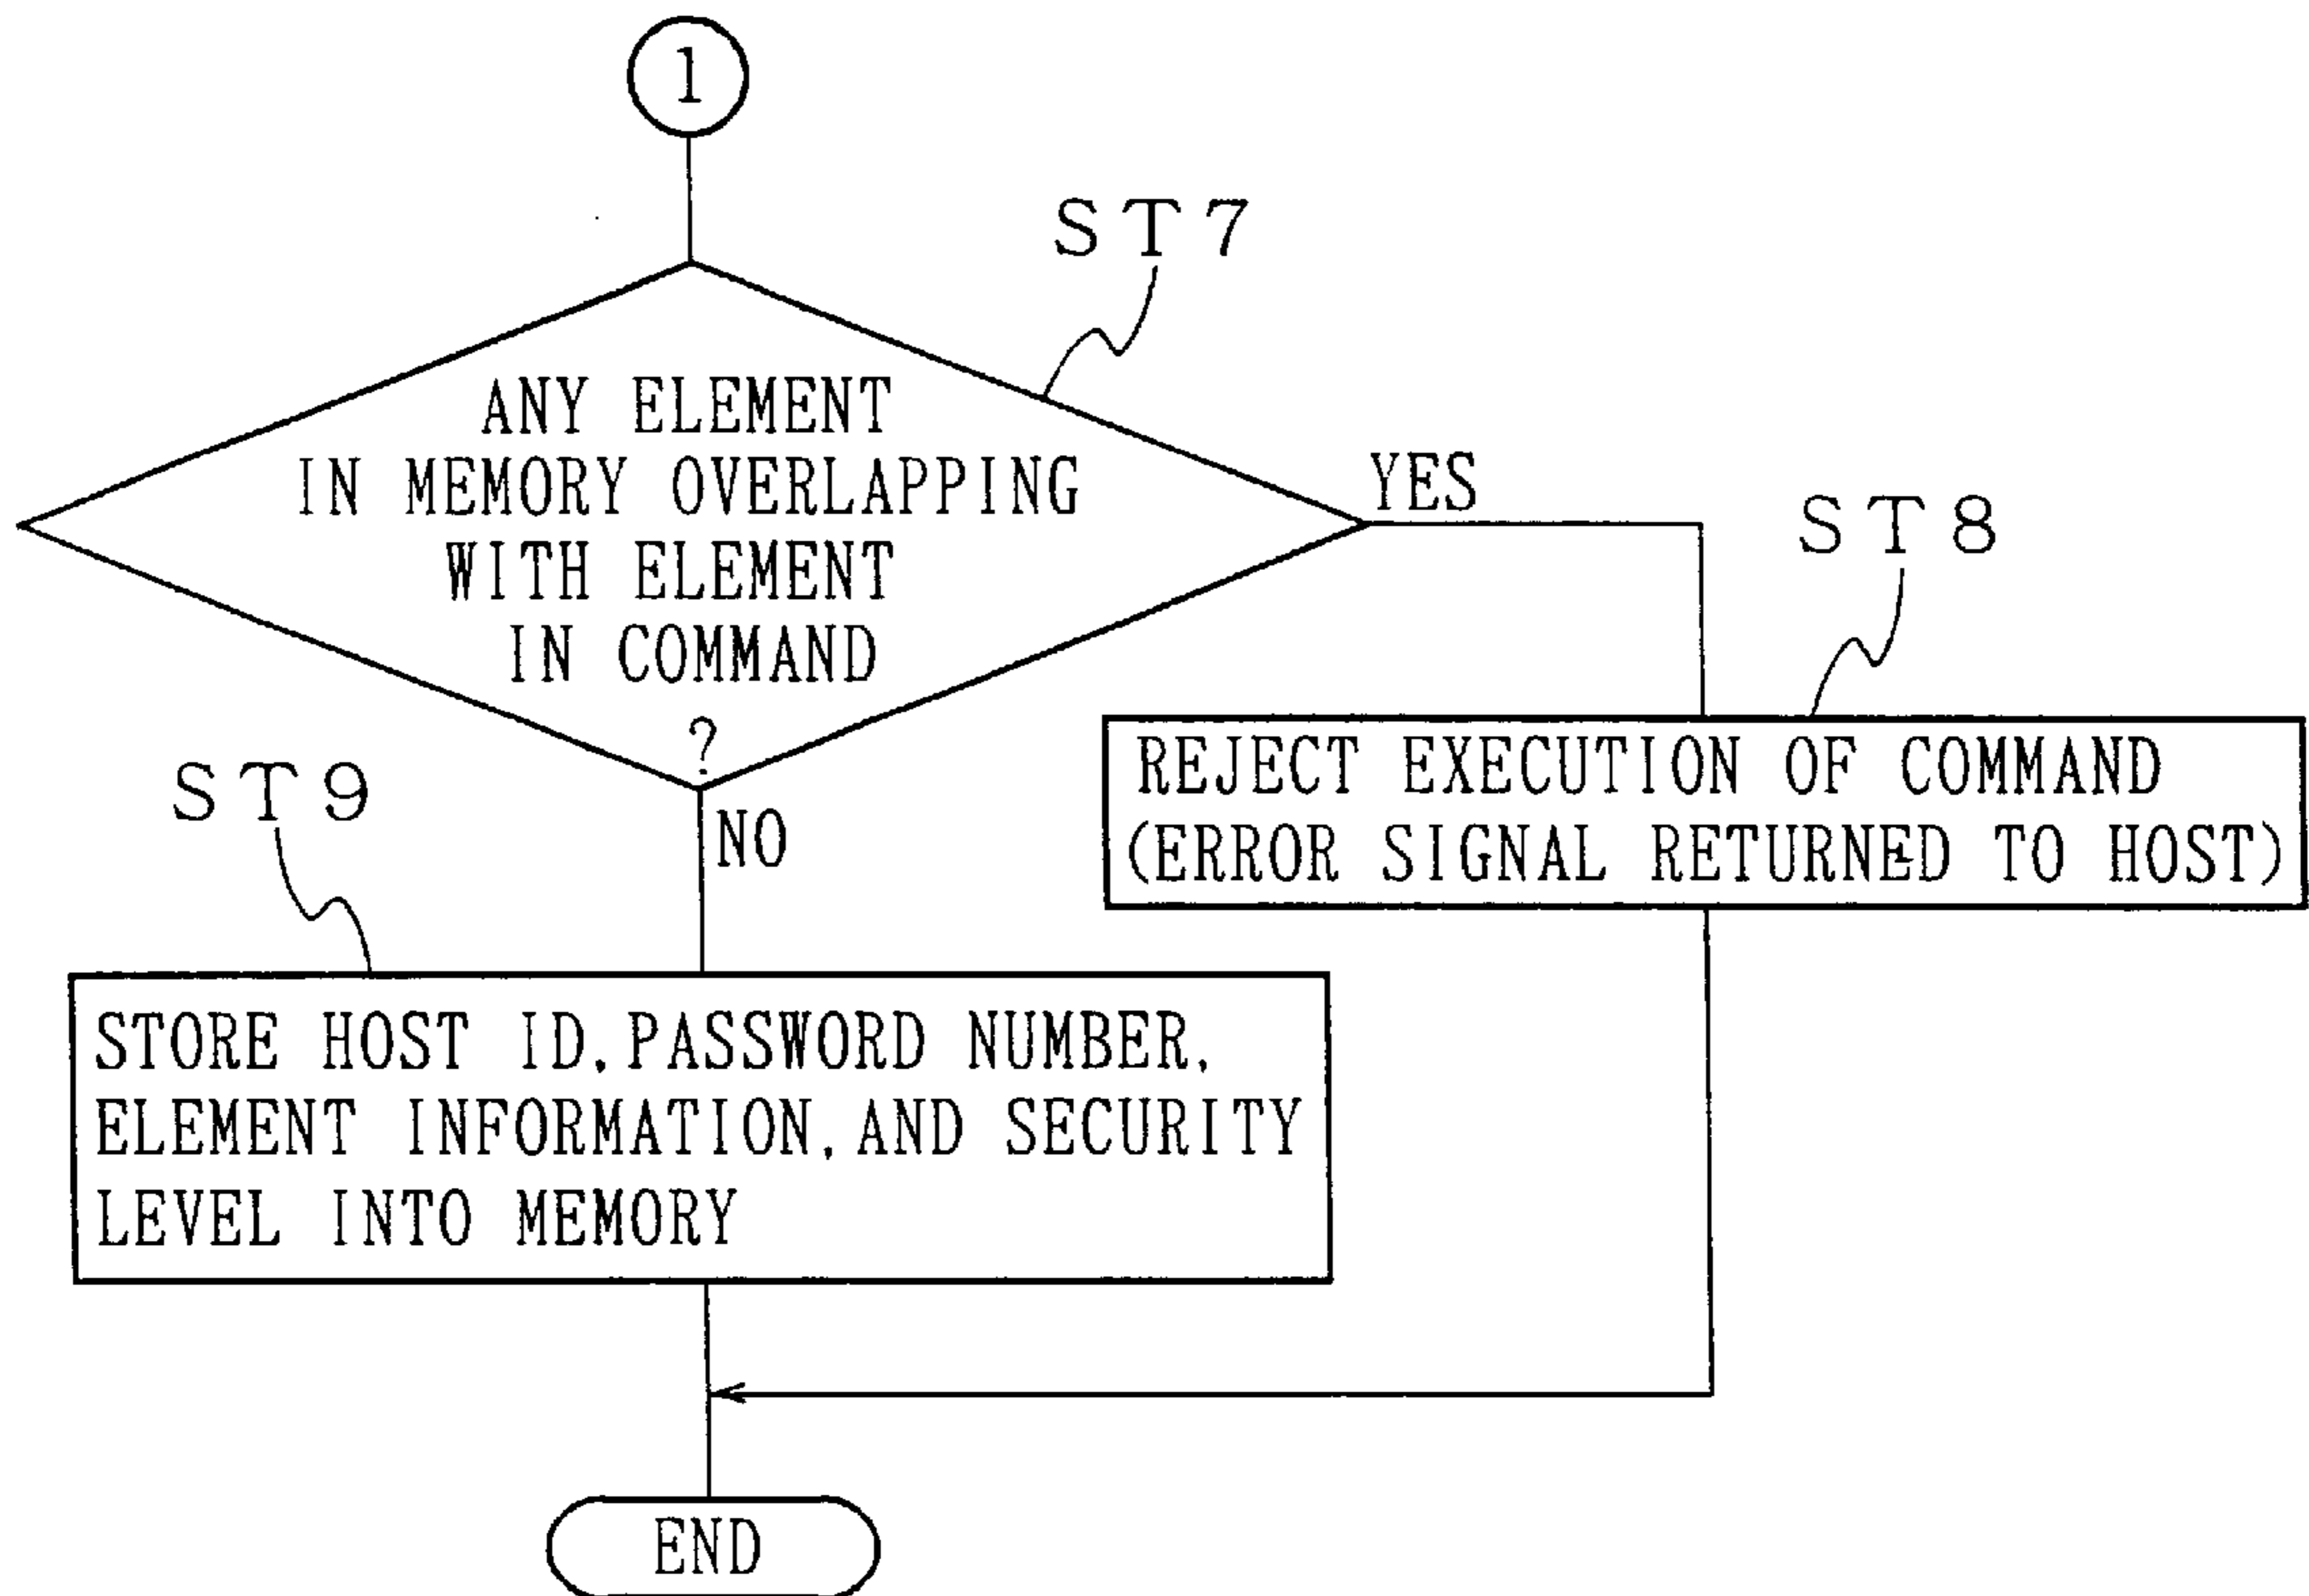 1
ST7
ANY ELEMENT
IN MEMORY OVERLAPPING
WITH ELEMENT
IN COMMAND
?
YES
ST8
REJECT EXECUTION OF COMMAND
(ERROR SIGNAL RETURNED TO HOST)
NO
ST9
STORE HOST ID, PASSWORD NUMBER,
ELEMENT INFORMATION, AND SECURITY
LEVEL INTO MEMORY
END